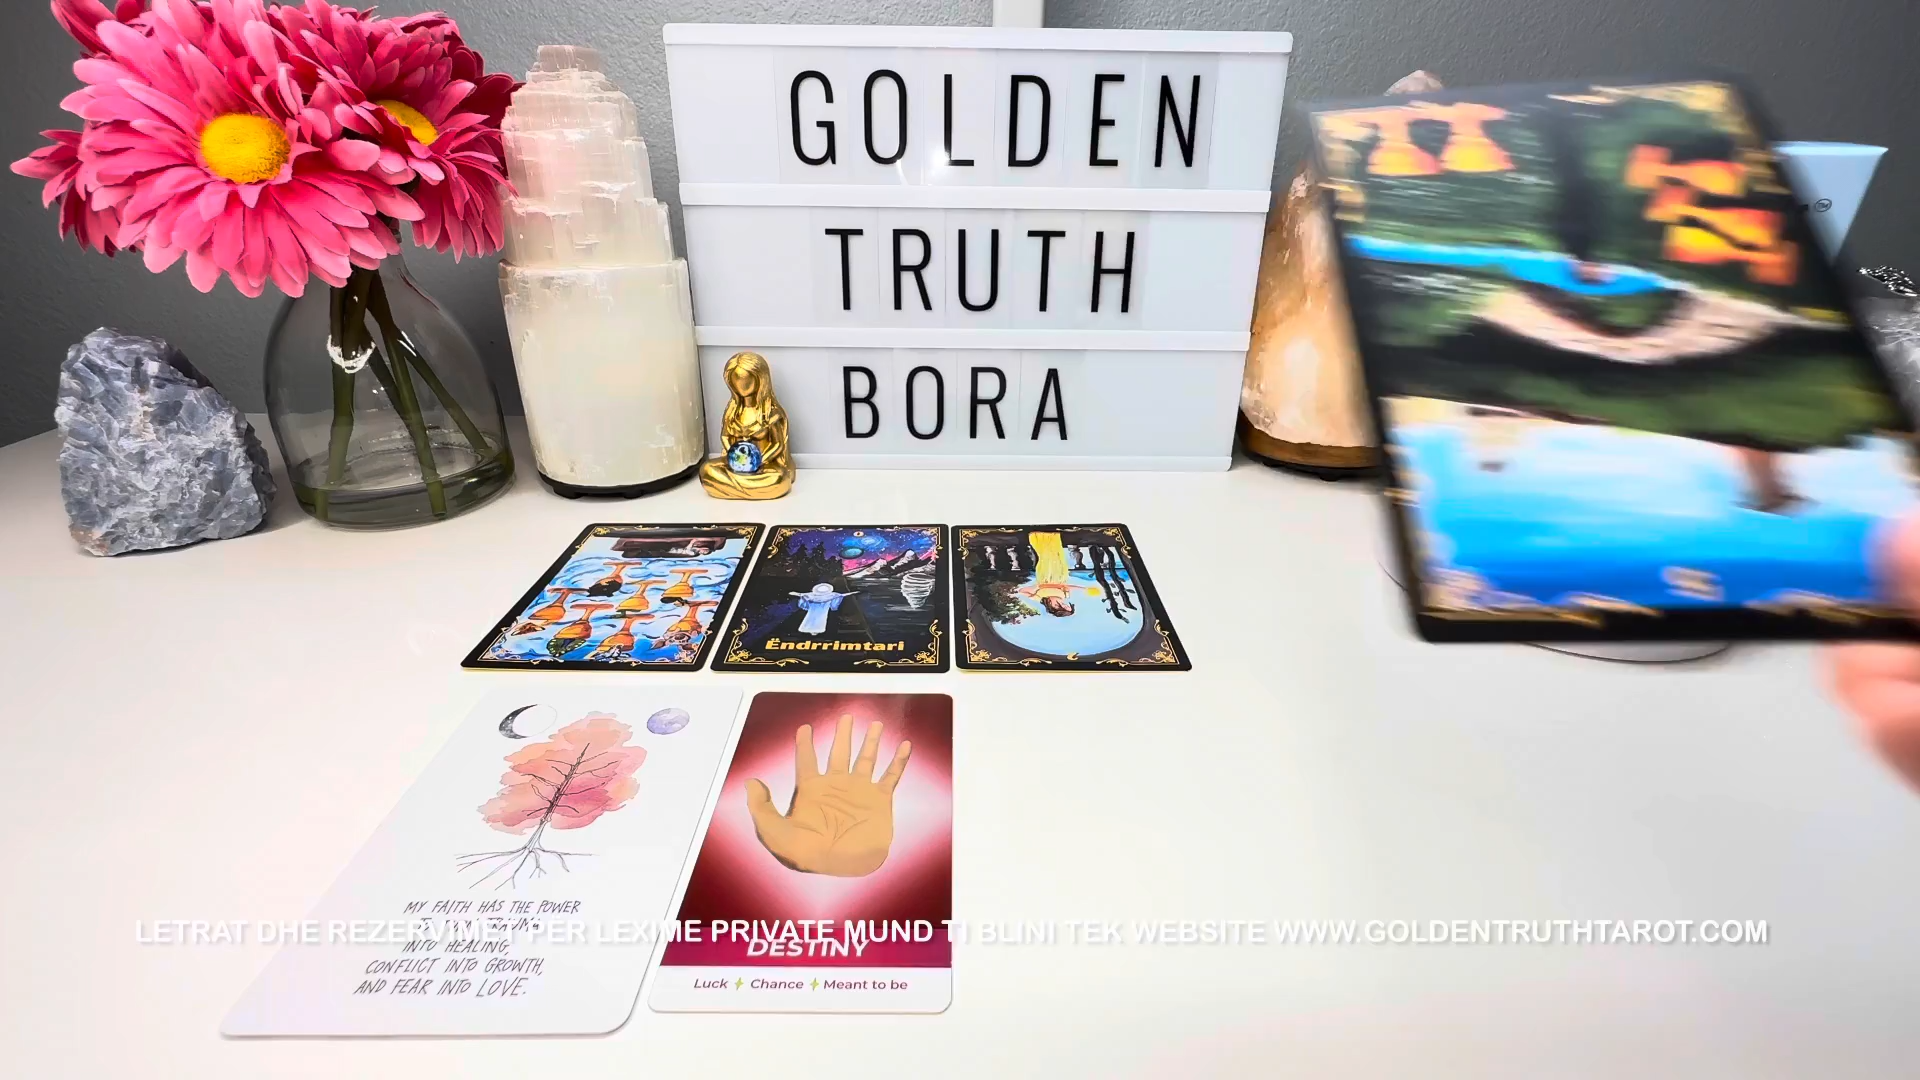 GOLDEN
TRUTH
BORA
TM
Ëndrrimtari
MY FAITH HAS THE POWER
INTO HEALING,
CONFLICT INTO GROWTH,
AND FEAR INTO LOVE.
DESTINY
Luck Chance Meant to be
LETRAT DHE REZERVIMET PER LEXIME PRIVATE MUND TI BLINI TEK WEBSITE WWW.GOLDENTRUTHTAROT.COM